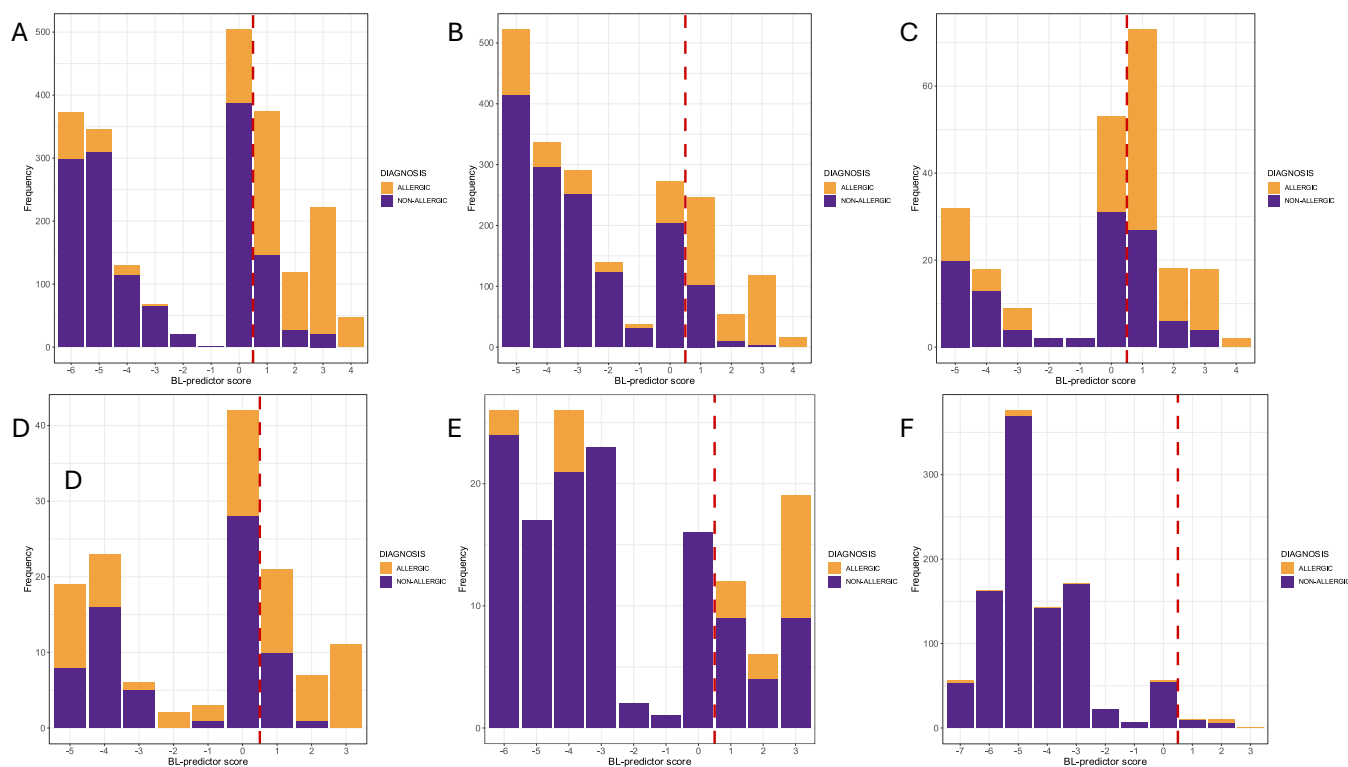 A
Frequency
500
400
300
200
100
0
-6 -5 -4 -3 -2 -1 0 1 2 3 4
BL-predictor score
DIAGNOSIS
ALLERGIC
NON-ALLERGIC
B
Frequency
500
400
300
200
100
0
-5 -4 -3 -2 -1 0 1 2 3 4
BL-predictor score
DIAGNOSIS
ALLERGIC
NON-ALLERGIC
C
Frequency
60
40
20
0
-5 -4 -3 -2 -1 0 1 2 3 4
BL-predictor score
DIAGNOSIS
ALLERGIC
NON-ALLERGIC
D
D
Frequency
40
30
20
10
0
-5 -4 -3 -2 -1 0 1 2 3
BL-predictor score
DIAGNOSIS
ALLERGIC
NON-ALLERGIC
E
Frequency
20
10
0
-6 -5 -4 -3 -2 -1 0 1 2 3
BL-predictor score
DIAGNOSIS
ALLERGIC
NON-ALLERGIC
F
Frequency
300
200
100
0
-7 -6 -5 -4 -3 -2 -1 0 1 2 3
BL-predictor score
DIAGNOSIS
ALLERGIC
NON-ALLERGIC